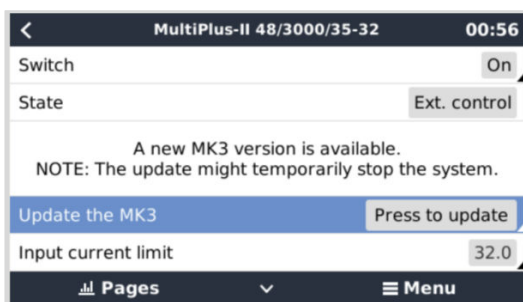 MultiPlus-II 48/3000/35-32 00:56
Switch On
State Ext. control
A new MK3 version is available.
NOTE: The update might temporarily stop the system.
Update the MK3 Press to update
Input current limit 32.0
Pages Menu